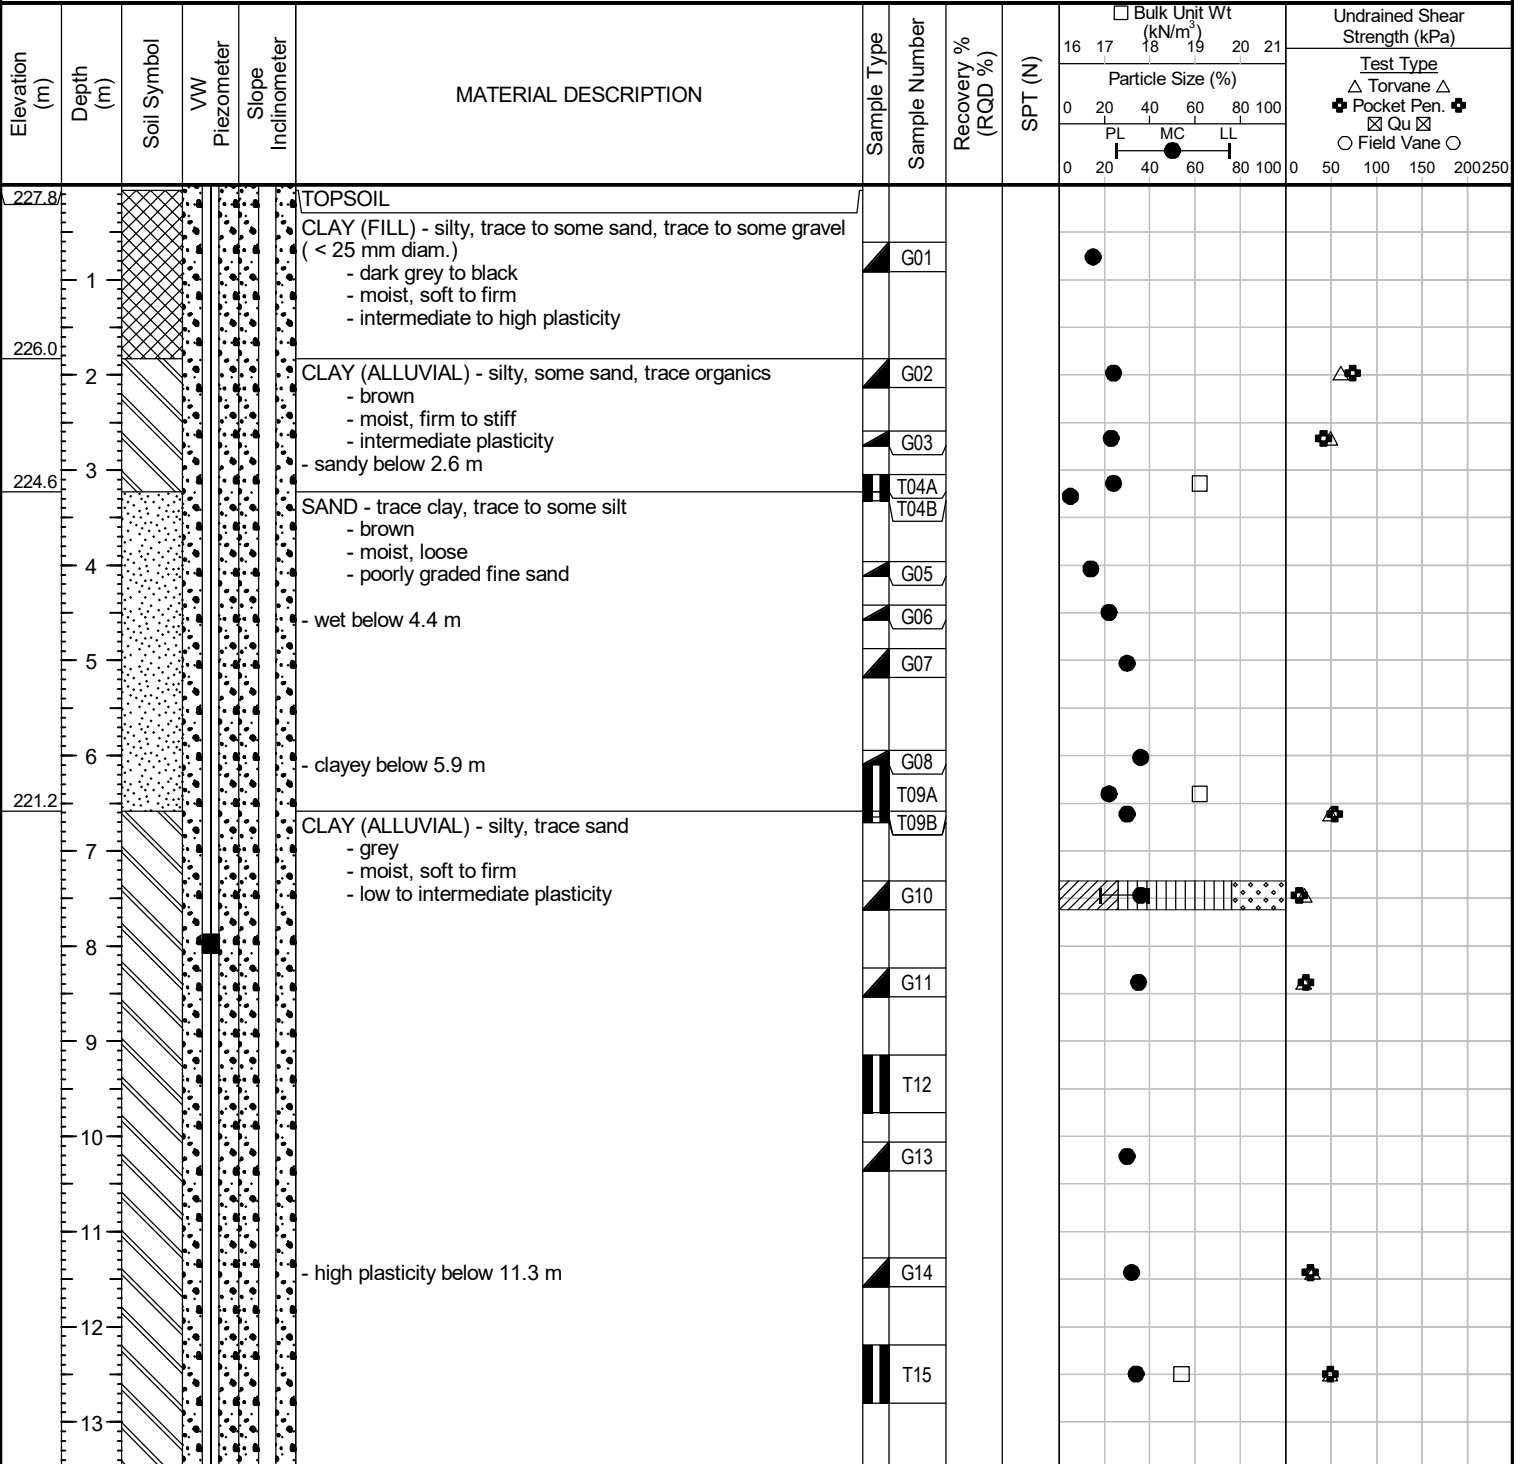 Elevation
(m)
Depth
(m)
Soil Symbol
VW
Piezometer
Slope
Inclinometer
MATERIAL DESCRIPTION
Sample Type
Sample Number
Recovery %
(RQD %)
SPT (N)
Bulk Unit Wt
(kN/m³)
16 17 18 19 20 21
Particle Size (%)
0 20 40 60 80 100
PL MC LL
0 20 40 60 80 100
Undrained Shear
Strength (kPa)
Test Type
△ Torvane △
Pocket Pen.
Qu
○ Field Vane ○
0 50 100 150 200 250
227.8
TOPSOIL
CLAY (FILL) - silty, trace to some sand, trace to some gravel
( < 25 mm diam.)
G01
- dark grey to black
1
- moist, soft to firm
- intermediate to high plasticity
226.0
2
CLAY (ALLUVIAL) - silty, some sand, trace organics
G02
- brown
- moist, firm to stiff
- intermediate plasticity
G03
- sandy below 2.6 m
3
224.6
T04A
SAND - trace clay, trace to some silt
T04B
- brown
- moist, loose
4
- poorly graded fine sand
G05
- wet below 4.4 m
G06
5
G07
6
- clayey below 5.9 m
G08
221.2
T09A
CLAY (ALLUVIAL) - silty, trace sand
T09B
- grey
7
- moist, soft to firm
- low to intermediate plasticity
G10
8
G11
9
T12
10
G13
11
- high plasticity below 11.3 m
G14
12
T15
13